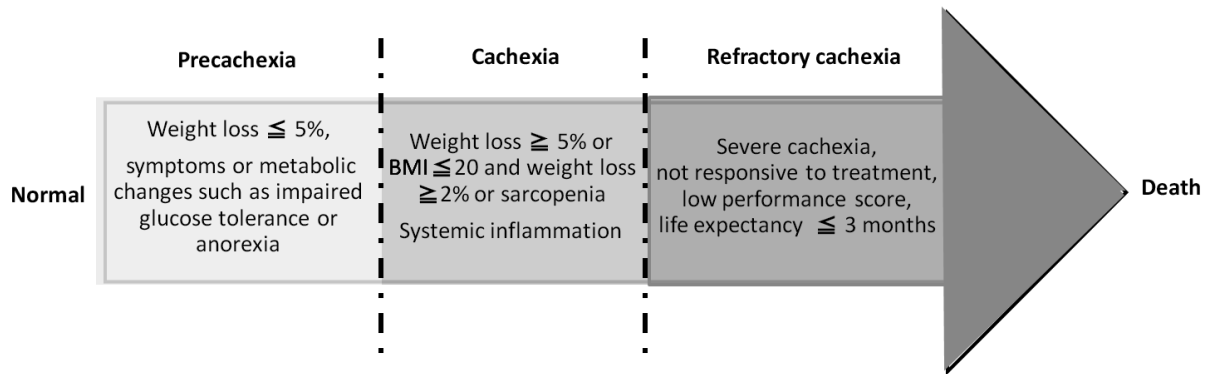 Precachexia
Cachexia
Refractory cachexia
Normal
Weight loss ≦ 5%,
symptoms or metabolic
changes such as impaired
glucose tolerance or
anorexia
Weight loss ≧ 5% or
BMI ≦20 and weight loss
≧2% or sarcopenia
Systemic inflammation
Severe cachexia,
not responsive to treatment,
low performance score,
life expectancy ≦ 3 months
Death